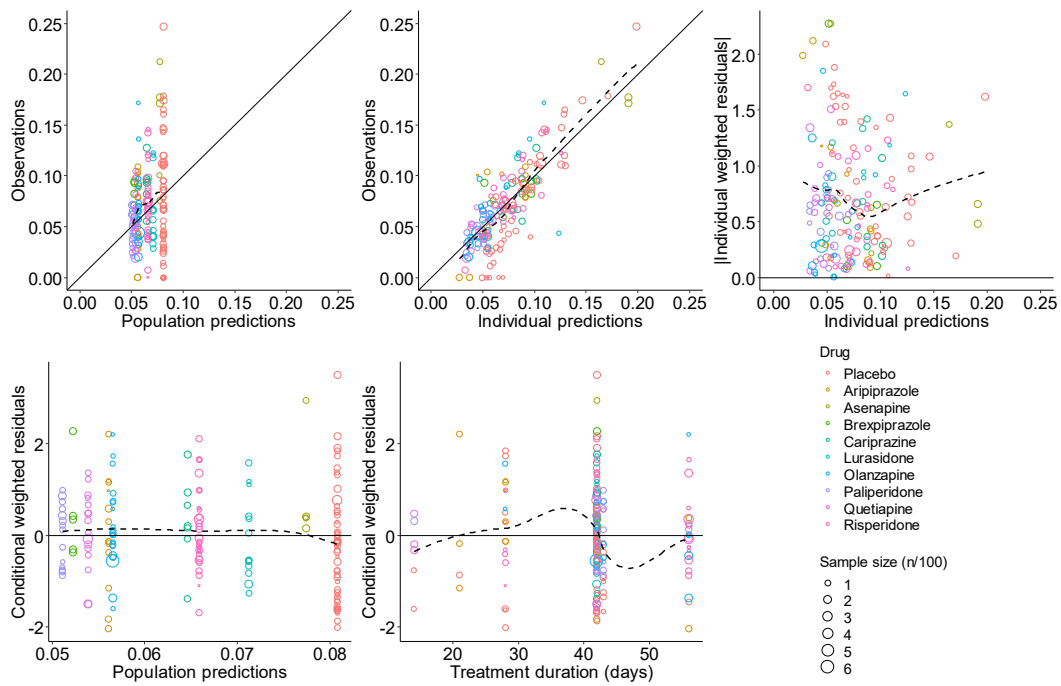 Observations
0.25
0.20
0.15
0.10
0.05
0.00
0.00 0.05 0.10 0.15 0.20 0.25
Population predictions
Observations
0.25
0.20
0.15
0.10
0.05
0.00
0.00 0.05 0.10 0.15 0.20 0.25
Individual predictions
|Individual weighted residuals|
2.0
1.5
1.0
0.5
0.0
0.00 0.05 0.10 0.15 0.20 0.25
Individual predictions
Conditional weighted residuals
2
0
-2
0.05 0.06 0.07 0.08
Population predictions
Conditional weighted residuals
2
0
-2
20 30 40 50
Treatment duration (days)
Drug
Placebo
Aripiprazole
Asenapine
Brexpiprazole
Cariprazine
Lurasidone
Olanzapine
Paliperidone
Quetiapine
Risperidone
Sample size (n/100)
1
2
3
4
5
6